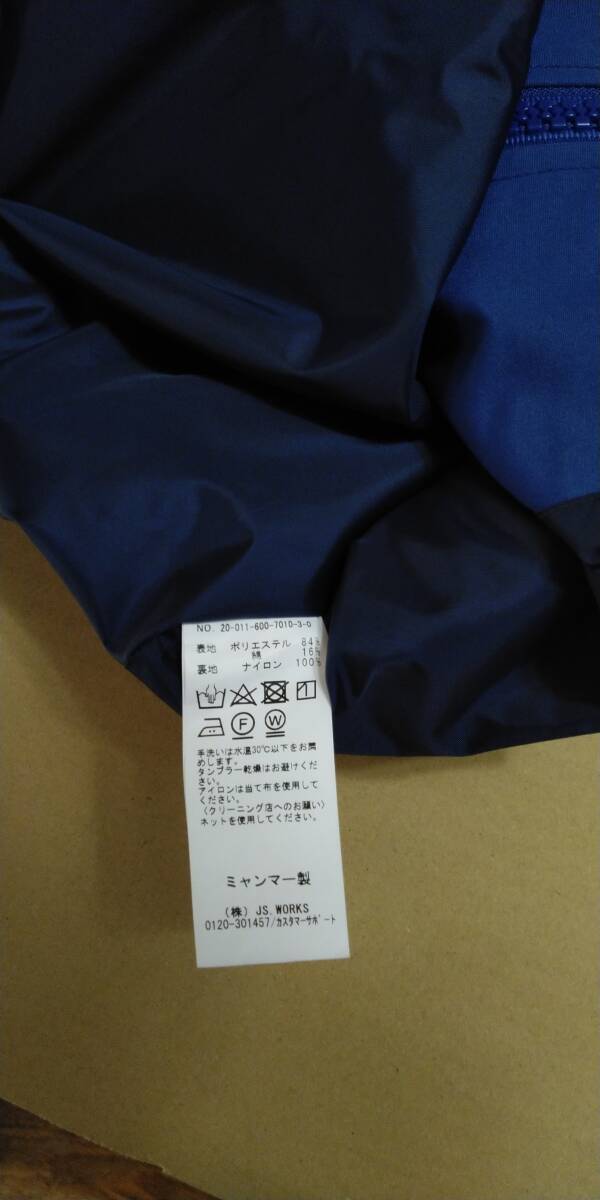 NO. 20-011-600-7010-3-0
表地 ポリエステル 84%
綿 16%
裏地 ナイロン 100%
F W
手洗いは水温30℃以下をお薦
めします。
タンブラー乾燥はお避けくだ
さい。
アイロンは当て布を使用して
ください。
〈クリーニング店へのお願い〉
ネットを使用してください。
ミャンマー製
(株) JS.WORKS
0120-301457/カスタマーサポート